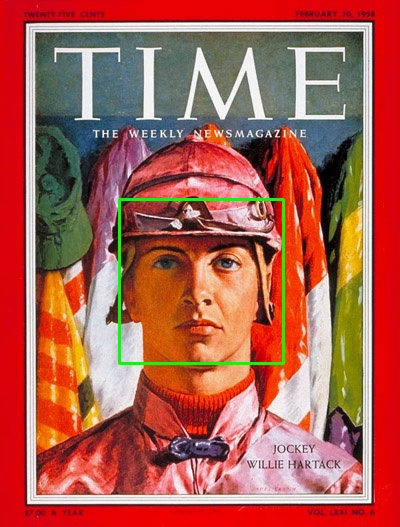 TWENTY-FIVE CENTS
FEBRUARY 10, 1958
TIME
THE WEEKLY NEWSMAGAZINE
JOCKEY
WILLIE HARTACK
$7.00 A YEAR
VOL. LXXI NO. 6